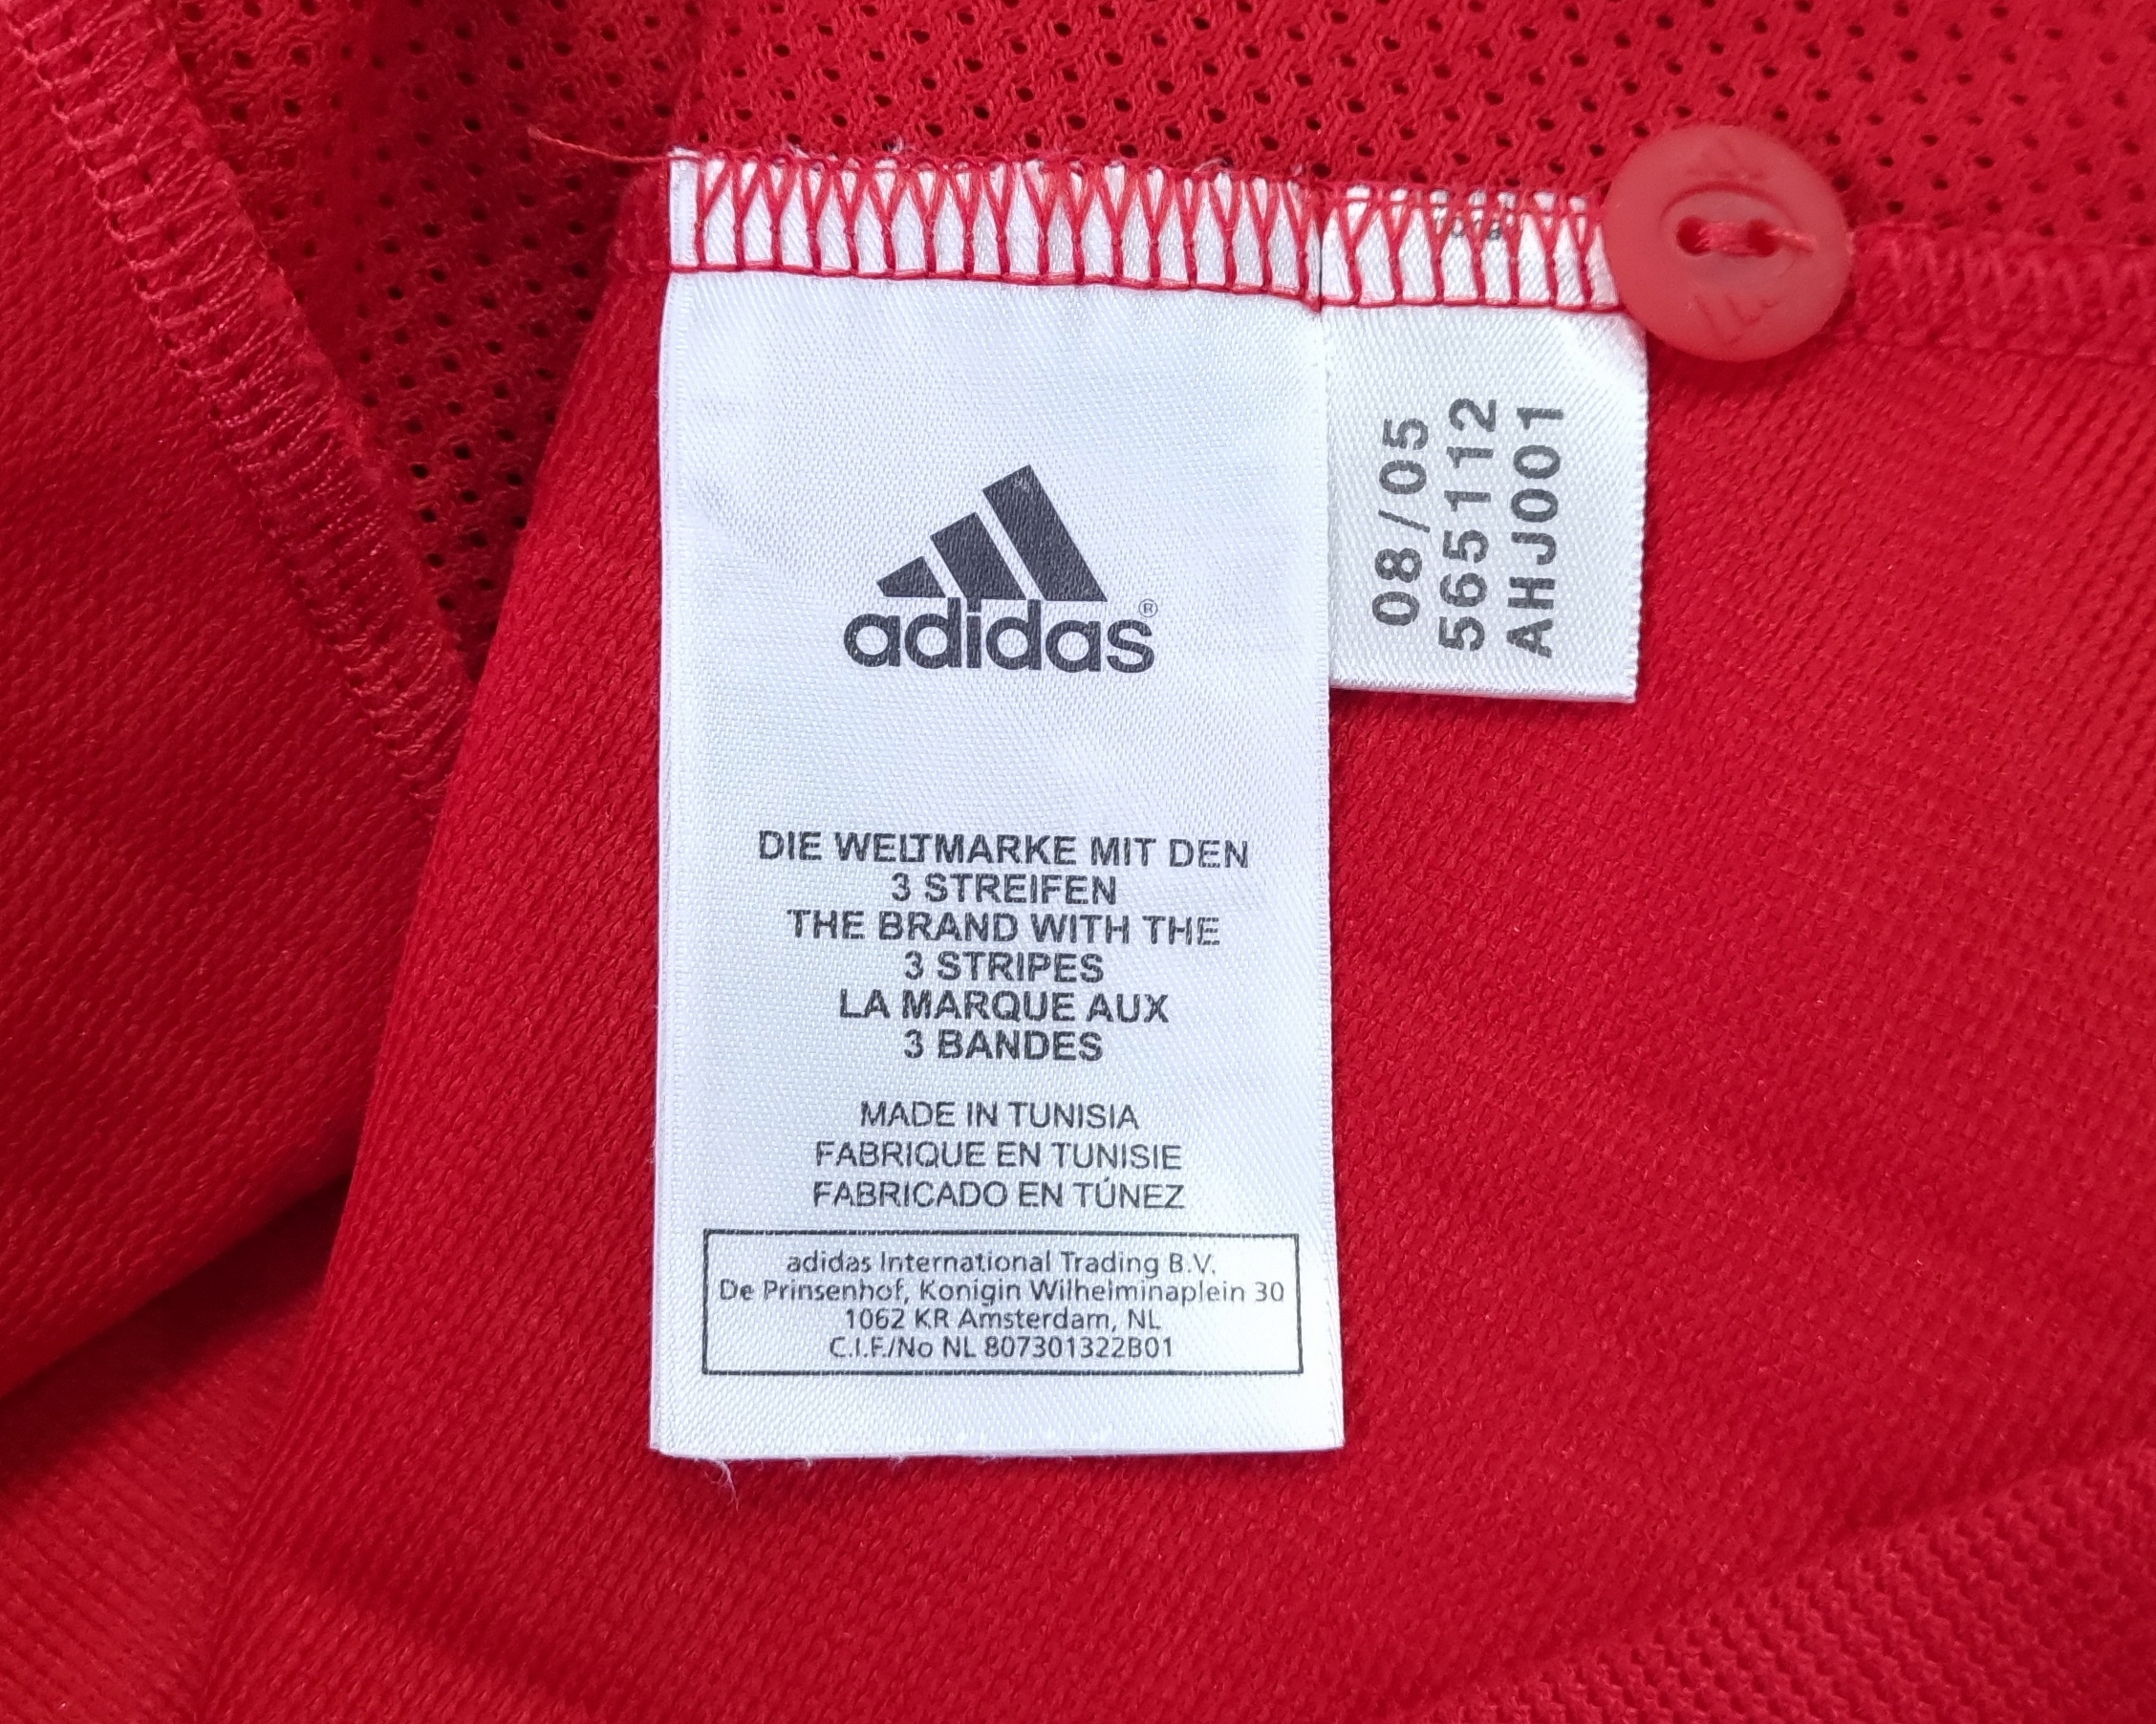 adidas®
DIE WELTMARKE MIT DEN
3 STREIFEN
THE BRAND WITH THE
3 STRIPES
LA MARQUE AUX
3 BANDES
MADE IN TUNISIA
FABRIQUE EN TUNISIE
FABRICADO EN TÚNEZ
adidas International Trading B.V.
De Prinsenhof, Konigin Wilhelminaplein 30
1062 KR Amsterdam, NL
C.I.F./No NL 807301322B01
08/05
565112
AHJ001